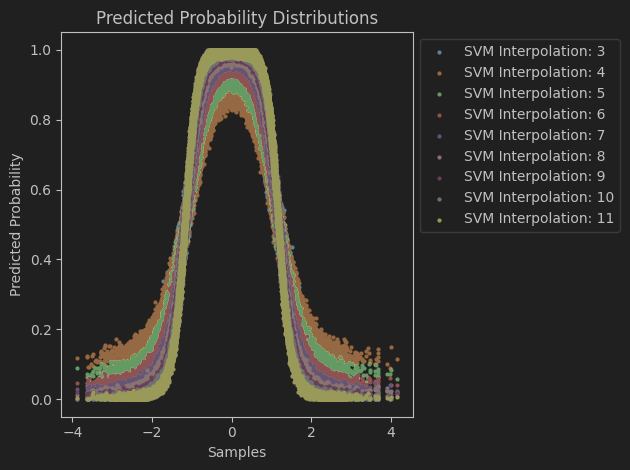 Predicted Probability Distributions
1.0
0.8
0.6
0.4
0.2
0.0
Predicted Probability
−4
−2
0
2
4
Samples
SVM Interpolation: 3
SVM Interpolation: 4
SVM Interpolation: 5
SVM Interpolation: 6
SVM Interpolation: 7
SVM Interpolation: 8
SVM Interpolation: 9
SVM Interpolation: 10
SVM Interpolation: 11